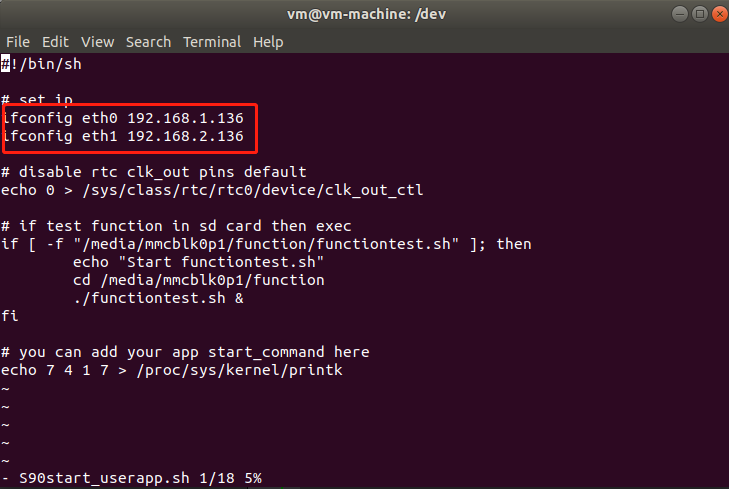 vm@vm-machine: /dev
File Edit View Search Terminal Help
#!/bin/sh
# set ip
ifconfig eth0 192.168.1.136
ifconfig eth1 192.168.2.136
# disable rtc clk_out pins default
echo 0 > /sys/class/rtc/rtc0/device/clk_out_ctl
# if test function in sd card then exec
if [ -f "/media/mmcblk0p1/function/functiontest.sh" ]; then
        echo "Start functiontest.sh"
        cd /media/mmcblk0p1/function
        ./functiontest.sh &
fi
# you can add your app start_command here
echo 7 4 1 7 > /proc/sys/kernel/printk
~
~
~
~
~
- S90start_userapp.sh 1/18 5%